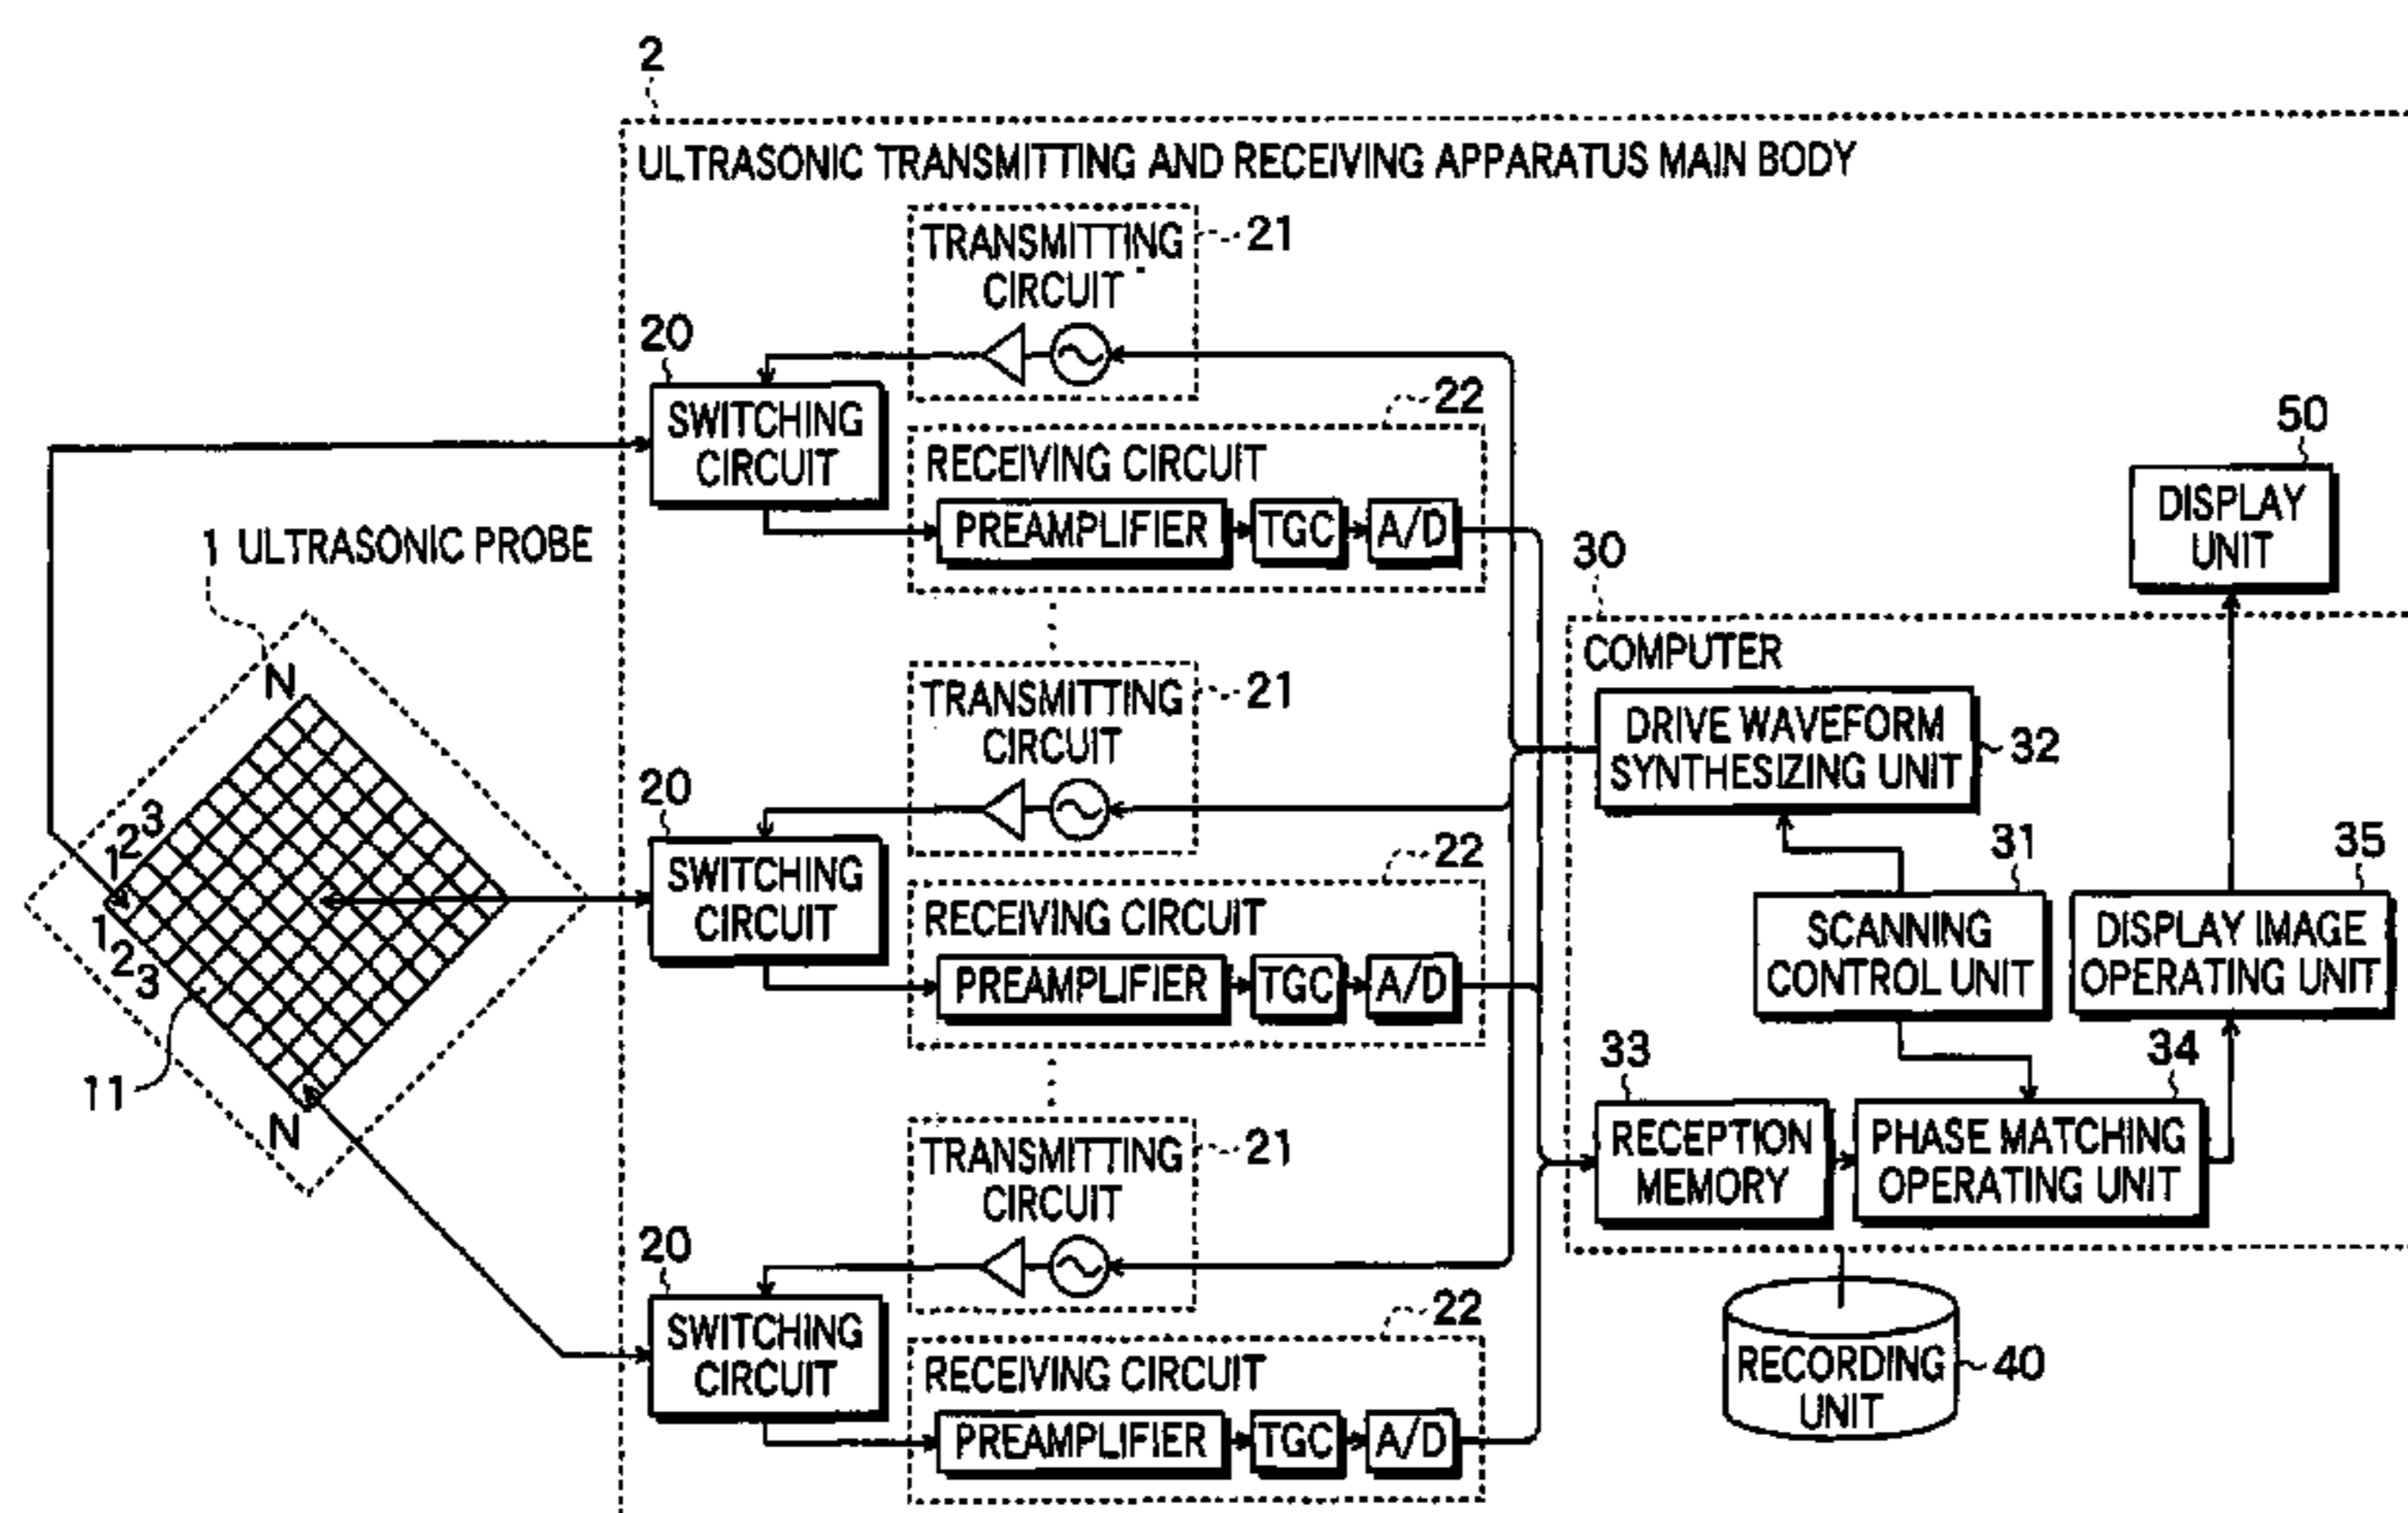 2
ULTRASONIC TRANSMITTING AND RECEIVING APPARATUS MAIN BODY
TRANSMITTING
CIRCUIT
21
20
SWITCHING
CIRCUIT
22
RECEIVING CIRCUIT
PREAMPLIFIER
TGC
A/D
1 ULTRASONIC PROBE
N
1 2 3
1 2 3
11
N
TRANSMITTING
CIRCUIT
21
20
SWITCHING
CIRCUIT
22
RECEIVING CIRCUIT
PREAMPLIFIER
TGC
A/D
TRANSMITTING
CIRCUIT
21
20
SWITCHING
CIRCUIT
22
RECEIVING CIRCUIT
PREAMPLIFIER
TGC
A/D
50
DISPLAY
UNIT
30
COMPUTER
DRIVE WAVEFORM
SYNTHESIZING UNIT
32
31
SCANNING
CONTROL UNIT
35
DISPLAY IMAGE
OPERATING UNIT
33
RECEPTION
MEMORY
34
PHASE MATCHING
OPERATING UNIT
RECORDING
UNIT
40